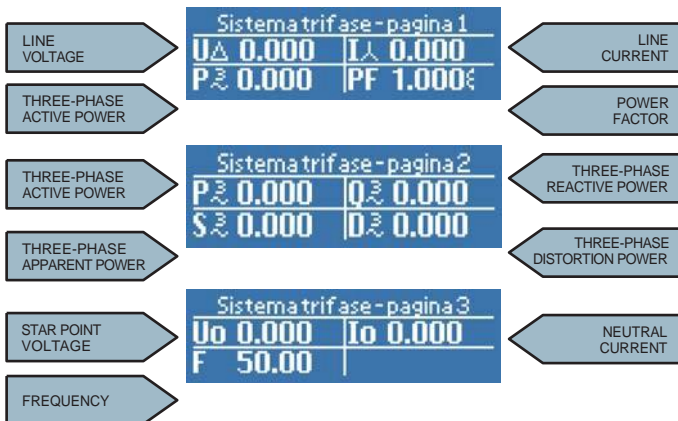 Sistema trifase-pagina 1
LINE
VOLTAGE
U△ 0.000 I⅄ 0.000
LINE
CURRENT
P 0.000 PF 1.000
THREE-PHASE
ACTIVE POWER
POWER
FACTOR
Sistema trifase-pagina 2
THREE-PHASE
ACTIVE POWER
P 0.000 Q 0.000
THREE-PHASE
REACTIVE POWER
S 0.000 D 0.000
THREE-PHASE
APPARENT POWER
THREE-PHASE
DISTORTION POWER
Sistema trifase-pagina 3
STAR POINT
VOLTAGE
Uo 0.000 Io 0.000
NEUTRAL
CURRENT
F 50.00
FREQUENCY